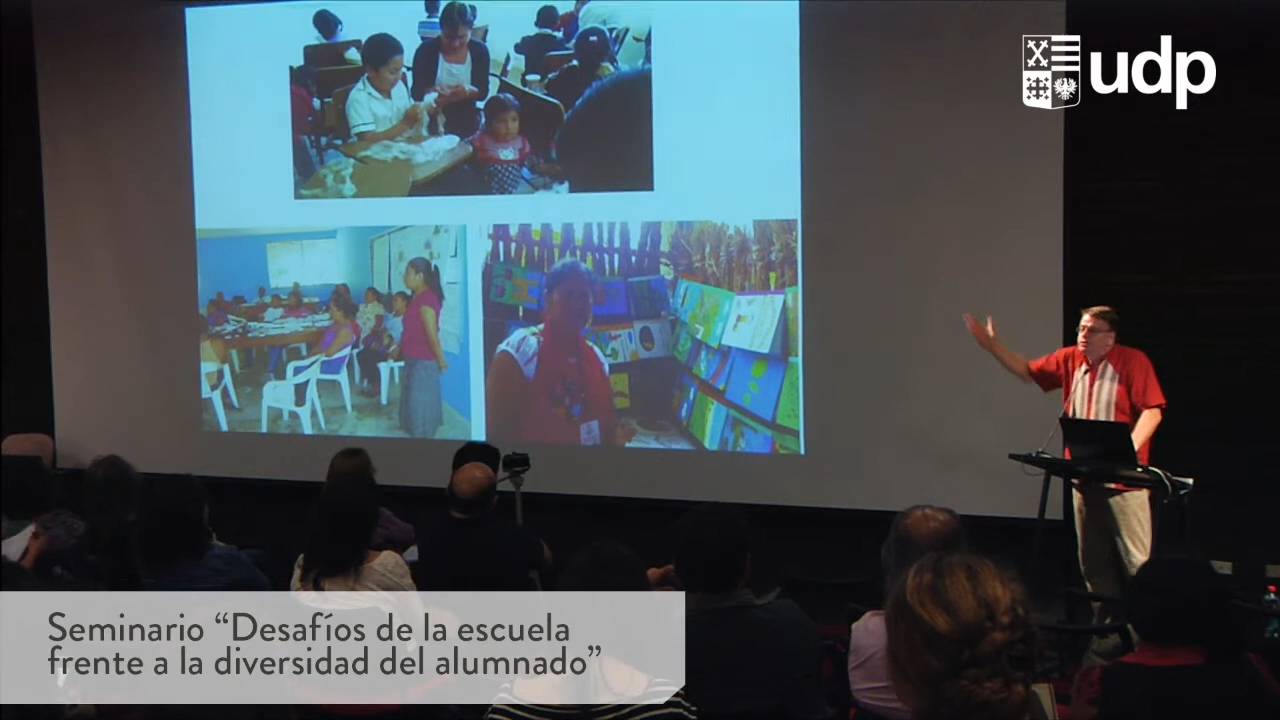 udp
Seminario “Desafíos de la escuela
frente a la diversidad del alumnado”